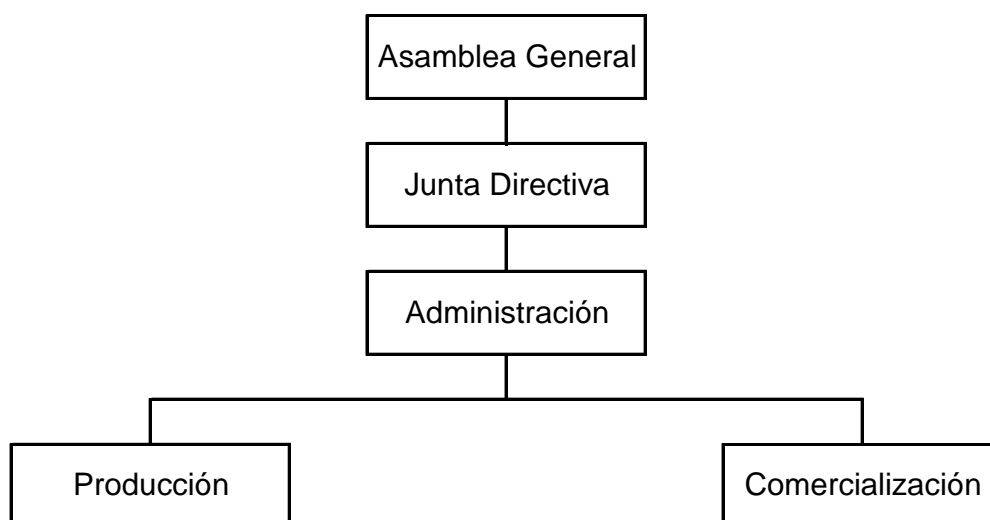 Asamblea General
Junta Directiva
Administración
Producción
Comercialización